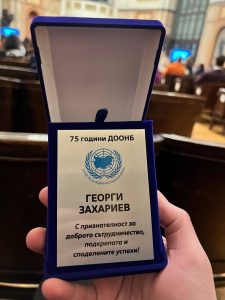 75 години ДООНБ
ГЕОРГИ
ЗАХАРИЕВ
С признателност за
доброто сътрудничество,
подкрепата и
споделените успехи!